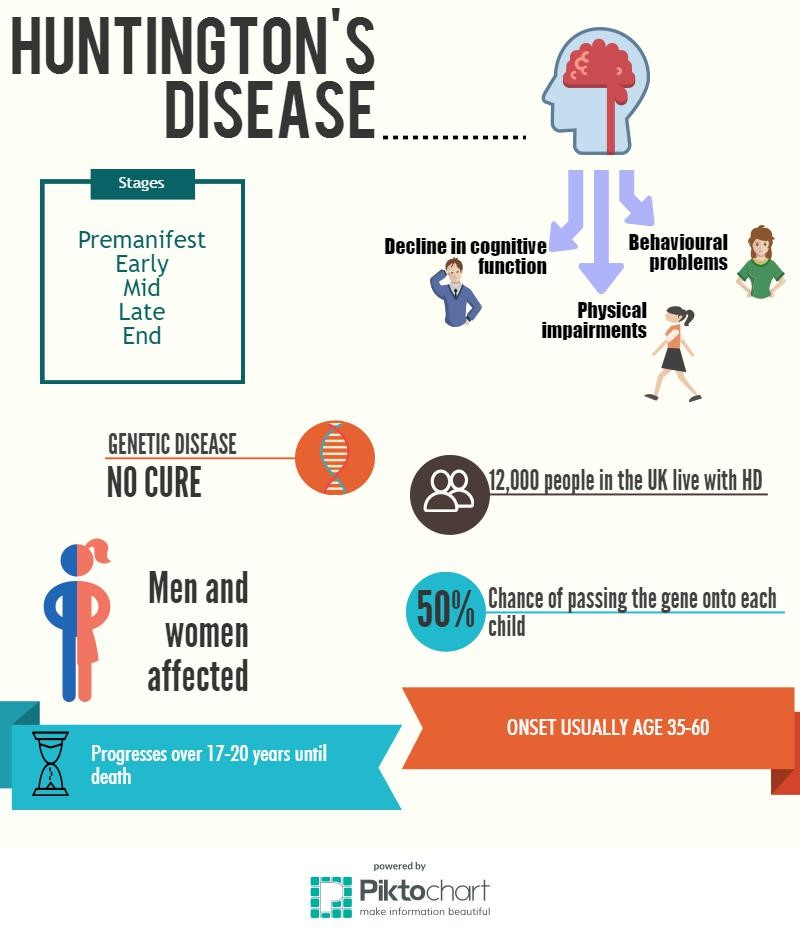 HUNTINGTON'S
DISEASE
Stages
Premanifest
Early
Mid
Late
End
Decline in cognitive
function
Behavioural
problems
Physical
impairments
GENETIC DISEASE
NO CURE
12,000 people in the UK live with HD
Men and
women
affected
50%
Chance of passing the gene onto each
child
ONSET USUALLY AGE 35-60
Progresses over 17-20 years until
death
powered by
Piktochart
make information beautiful